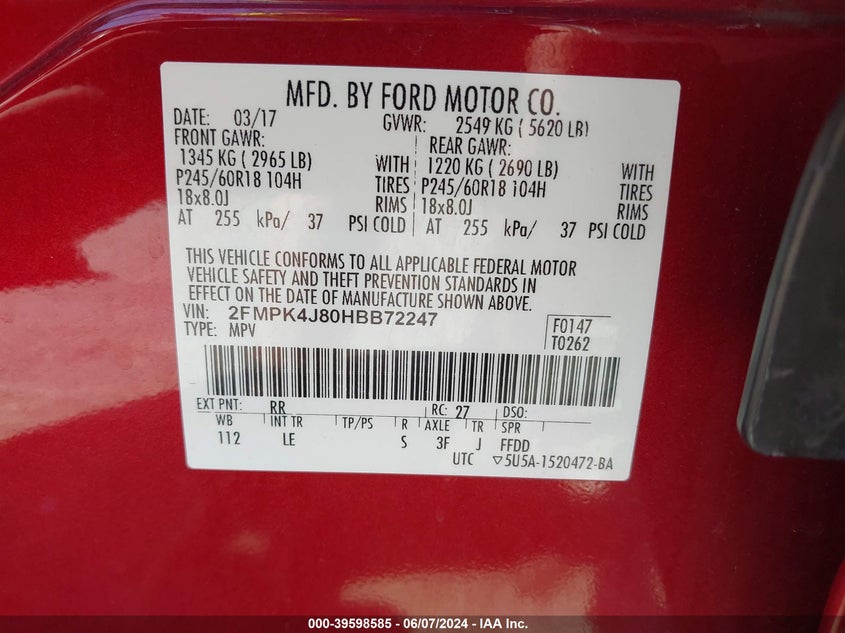 MFD. BY FORD MOTOR CO.
DATE: 03/17 GVWR: 2549 KG ( 5620 LB)
FRONT GAWR: REAR GAWR:
1345 KG ( 2965 LB) WITH 1220 KG ( 2690 LB) WITH
P245/60R18 104H TIRES P245/60R18 104H TIRES
18x8.0J RIMS 18x8.0J RIMS
AT 255 kPa/ 37 PSI COLD AT 255 kPa/ 37 PSI COLD
THIS VEHICLE CONFORMS TO ALL APPLICABLE FEDERAL MOTOR
VEHICLE SAFETY AND THEFT PREVENTION STANDARDS IN
EFFECT ON THE DATE OF MANUFACTURE SHOWN ABOVE.
VIN: 2FMPK4J80HBB72247
TYPE: MPV
F0147
T0262
EXT PNT: RR RC: 27 DSO:
WB INT TR TP/PS R AXLE TR SPR
112 LE S 3F J FFDD
UTC ▽5U5A-1520472-BA
000-39598585 - 06/07/2024 - IAA Inc.